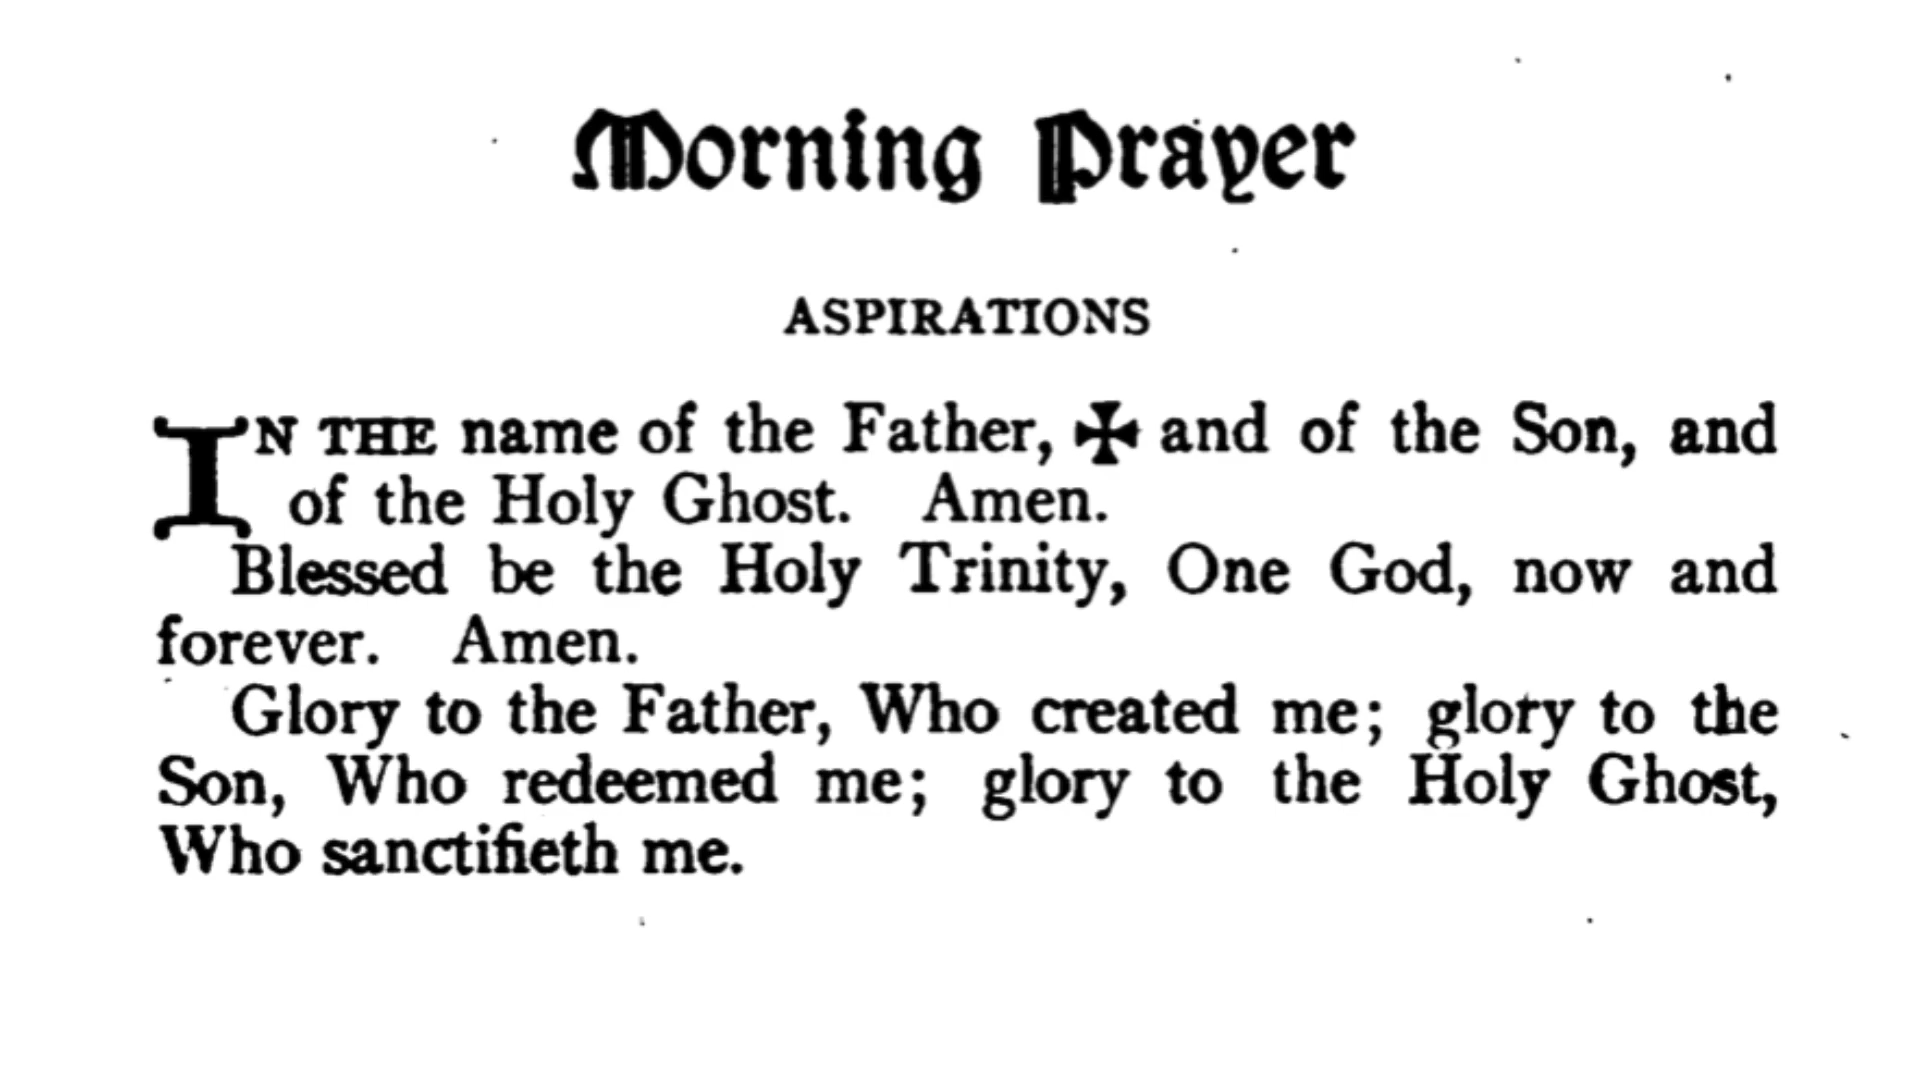 Morning Prayer
ASPIRATIONS
IN THE name of the Father, ✠ and of the Son, and
of the Holy Ghost. Amen.
Blessed be the Holy Trinity, One God, now and
forever. Amen.
Glory to the Father, Who created me; glory to the
Son, Who redeemed me; glory to the Holy Ghost,
Who sanctifieth me.